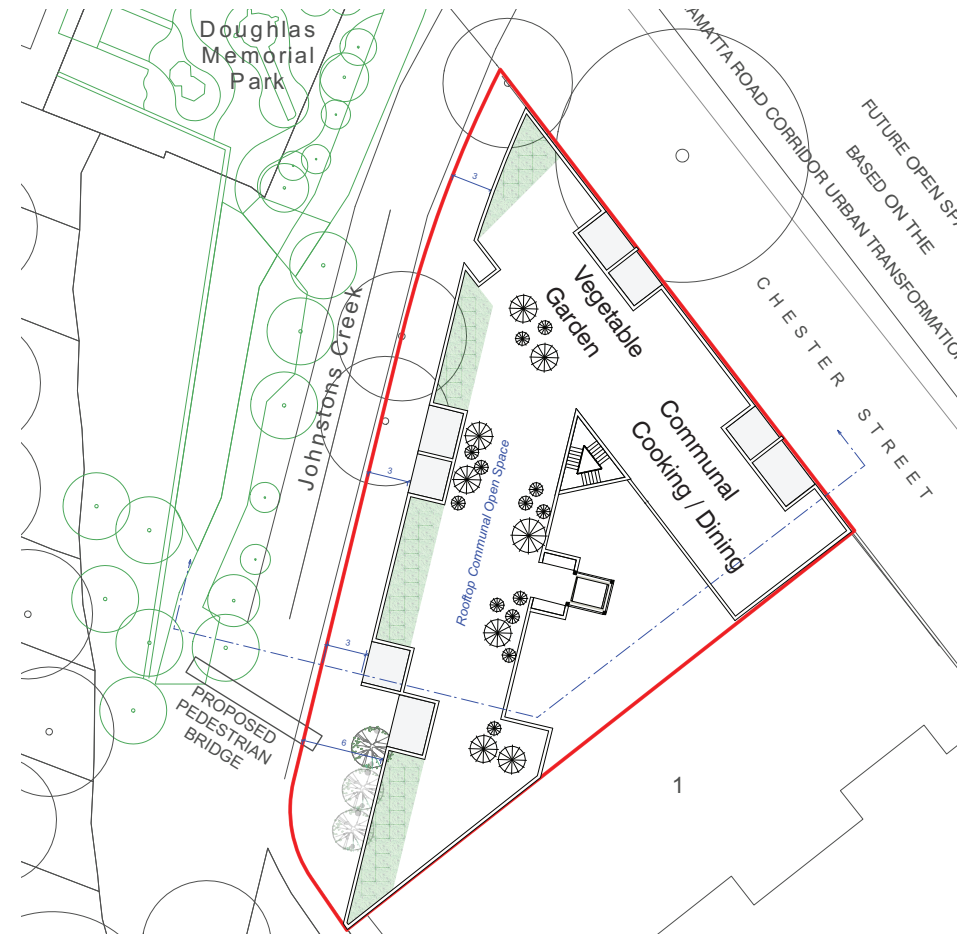 Doughlas
Memorial
Park
AMATTA ROAD CORRIDOR URBAN TRANSFORMATION
FUTURE OPEN
BASED ON THE
CHESTER STREET
Johnstons Creek
3
Vegetable
Garden
Communal
Cooking / Dining
Rooftop Communal Open Space
3
3
6
PROPOSED
PEDESTRIAN
BRIDGE
1